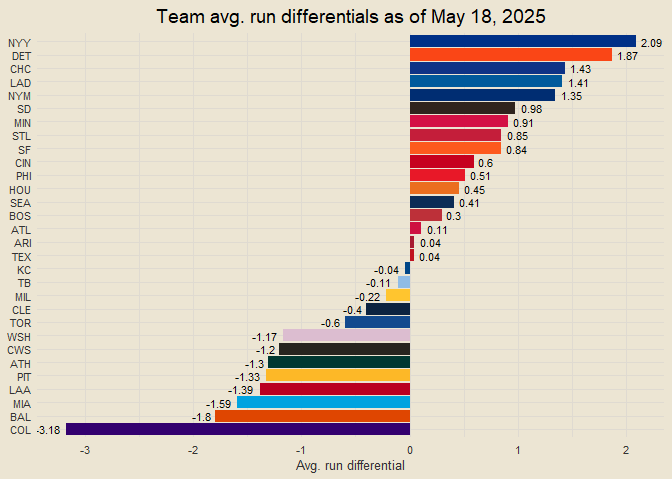 Team avg. run differentials as of May 18, 2025
NYY 2.09
DET 1.87
CHC 1.43
LAD 1.41
NYM 1.35
SD 0.98
MIN 0.91
STL 0.85
SF 0.84
CIN 0.6
PHI 0.51
HOU 0.45
SEA 0.41
BOS 0.3
ATL 0.11
ARI 0.04
TEX 0.04
KC -0.04
TB -0.11
MIL -0.22
CLE -0.4
TOR -0.6
WSH -1.17
CWS -1.2
ATH -1.3
PIT -1.33
LAA -1.39
MIA -1.59
BAL -1.8
COL -3.18
-3 -2 -1 0 1 2
Avg. run differential